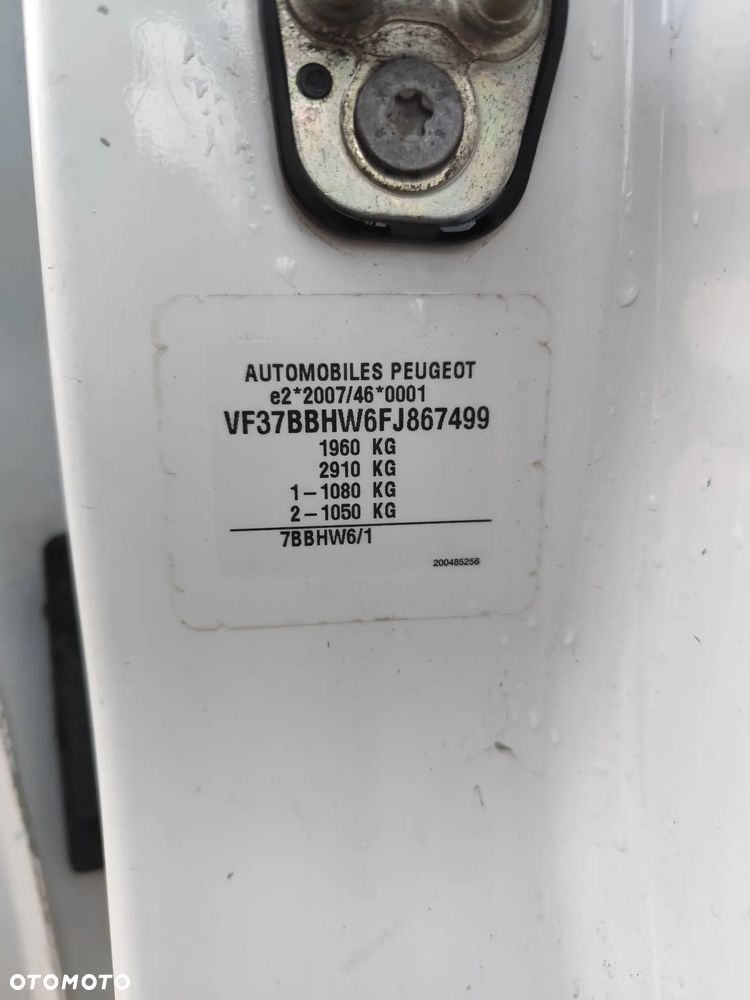 AUTOMOBILES PEUGEOT
e2*2007/46*0001
VF37BBHW6FJ867499
1960 KG
2910 KG
1-1080 KG
2-1050 KG
7BBHW6/1
200485256
OTOMOTO